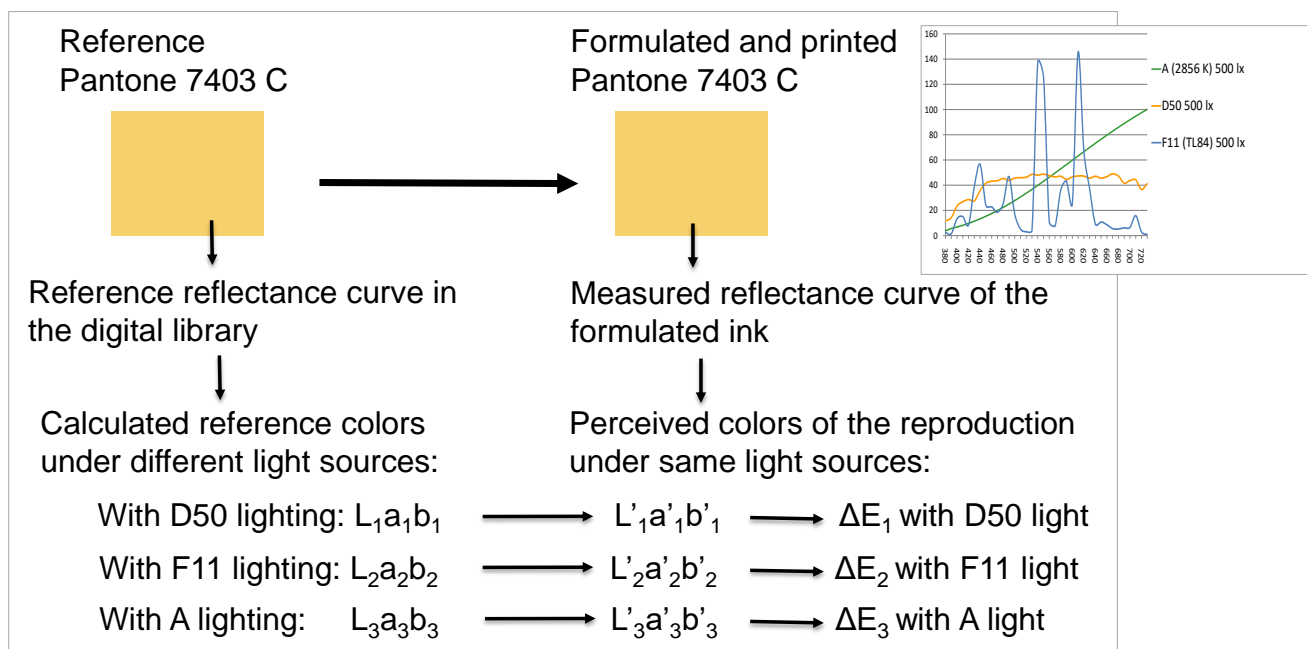 Reference
Pantone 7403 C
Formulated and printed
Pantone 7403 C
160
140
120
100
80
60
40
20
0
380
400
420
440
460
480
500
520
540
560
580
600
620
640
660
680
700
720
A (2856 K) 500 lx
D50 500 lx
F11 (TL84) 500 lx
Reference reflectance curve in
the digital library
Measured reflectance curve of the
formulated ink
Calculated reference colors
under different light sources:
Perceived colors of the reproduction
under same light sources:
With D50 lighting: L₁a₁b₁ L'₁a'₁b'₁ ΔE₁ with D50 light
With F11 lighting: L₂a₂b₂ L'₂a'₂b'₂ ΔE₂ with F11 light
With A lighting: L₃a₃b₃ L'₃a'₃b'₃ ΔE₃ with A light